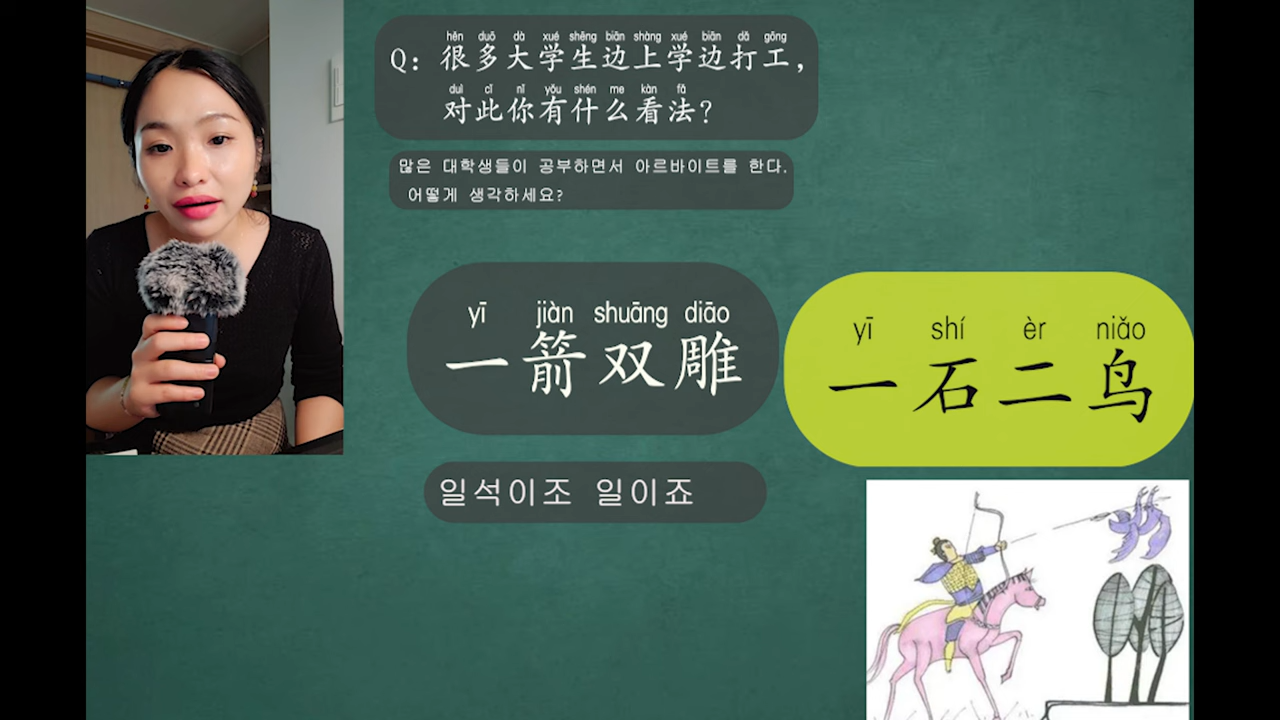 hěn duō dà xué shēng biān shàng xué biān dǎ gōng
Q：很多大学生边上学边打工，
duì cǐ nǐ yǒu shén me kàn fǎ
对此你有什么看法？
많은 대학생들이 공부하면서 아르바이트를 한다.
어떻게 생각하세요?
yī jiàn shuāng diāo
一箭双雕
yī shí èr niǎo
一石二鸟
일석이조 일이죠